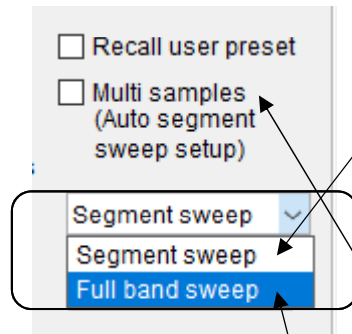 Recall user preset
Multi samples
(Auto segment
sweep setup)
Segment sweep
Segment sweep
Full band sweep